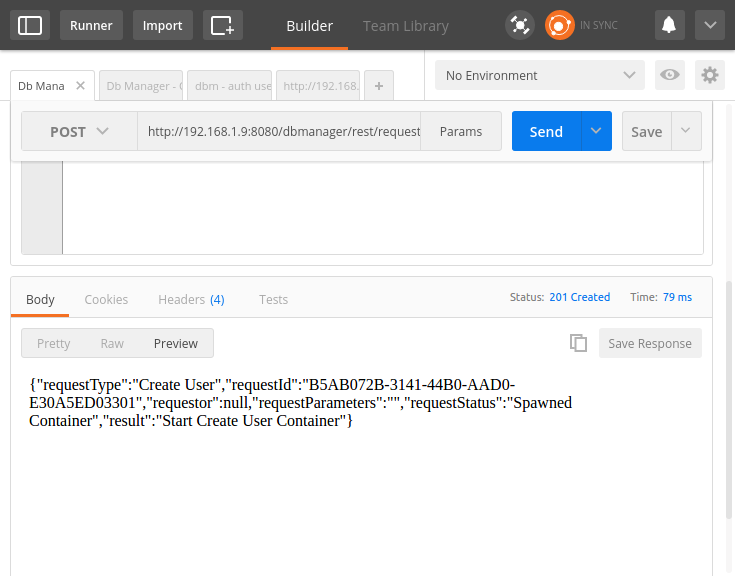 Runner Import Builder Team Library IN SYNC
Db Mana Db Manager - C dbm - auth use http://192.168. + No Environment
POST http://192.168.1.9:8080/dbmanager/rest/request Params Send Save
Body Cookies Headers (4) Tests Status: 201 Created Time: 79 ms
Pretty Raw Preview Save Response
{"requestType":"Create User","requestId":"B5AB072B-3141-44B0-AAD0-
E30A5ED03301","requestor":null,"requestParameters":"","requestStatus":"Spawned
Container","result":"Start Create User Container"}